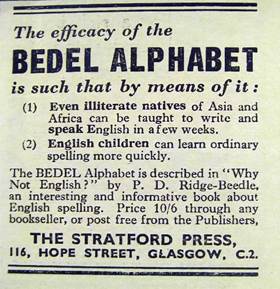 The efficacy of the
BEDEL ALPHABET
is such that by means of it :
(1) Even illiterate natives of Asia and
Africa can be taught to write and
speak English in a few weeks.
(2) English children can learn ordinary
spelling more quickly.
The BEDEL Alphabet is described in "Why
Not English?" by P. D. Ridge-Beedle,
an interesting and informative book about
English spelling. Price 10/6 through any
bookseller, or post free from the Publishers,
THE STRATFORD PRESS,
116, HOPE STREET, GLASGOW, C.2.